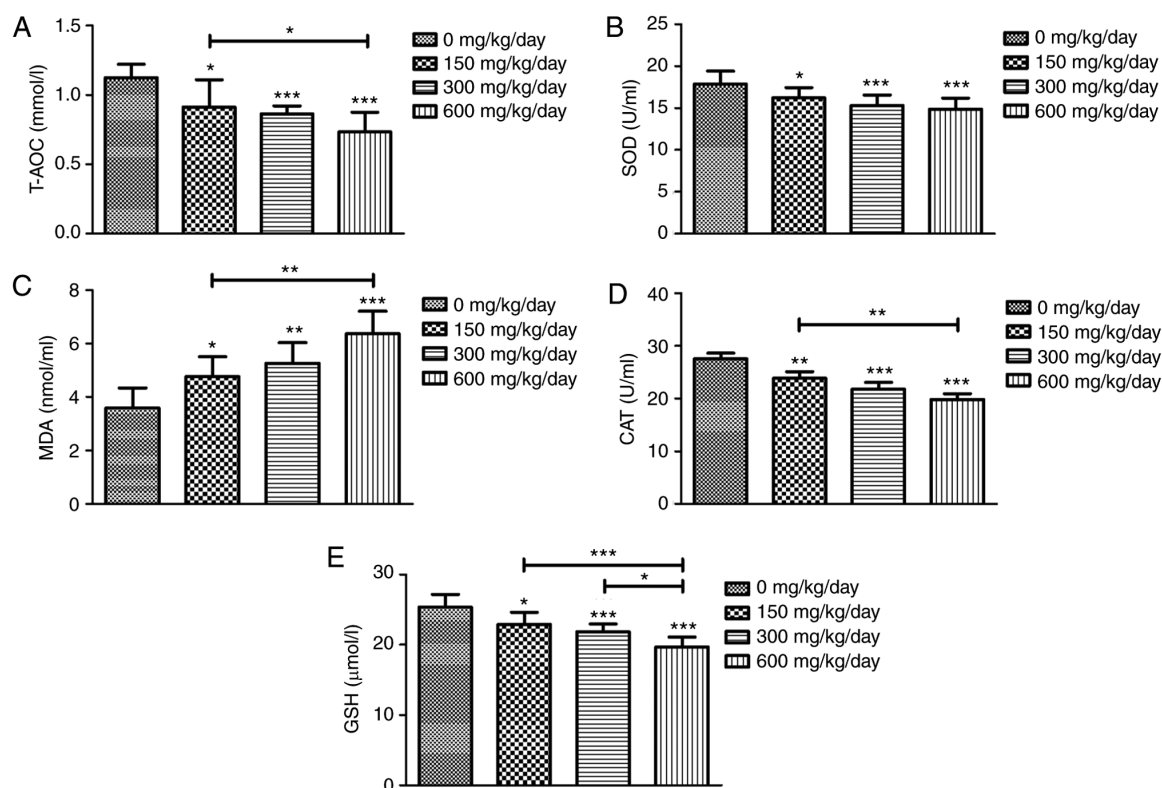 A
T-AOC (mmol/l)
1.5
1.0
0.5
0.0
*
***
***
*
0 mg/kg/day
150 mg/kg/day
300 mg/kg/day
600 mg/kg/day
B
SOD (U/ml)
25
20
15
10
5
0
*
***
***
0 mg/kg/day
150 mg/kg/day
300 mg/kg/day
600 mg/kg/day
C
MDA (nmol/ml)
8
6
4
2
0
**
*
**
***
0 mg/kg/day
150 mg/kg/day
300 mg/kg/day
600 mg/kg/day
D
CAT (U/ml)
40
30
20
10
0
**
**
***
***
0 mg/kg/day
150 mg/kg/day
300 mg/kg/day
600 mg/kg/day
E
GSH (μmol/l)
30
20
10
0
***
*
*
***
***
0 mg/kg/day
150 mg/kg/day
300 mg/kg/day
600 mg/kg/day